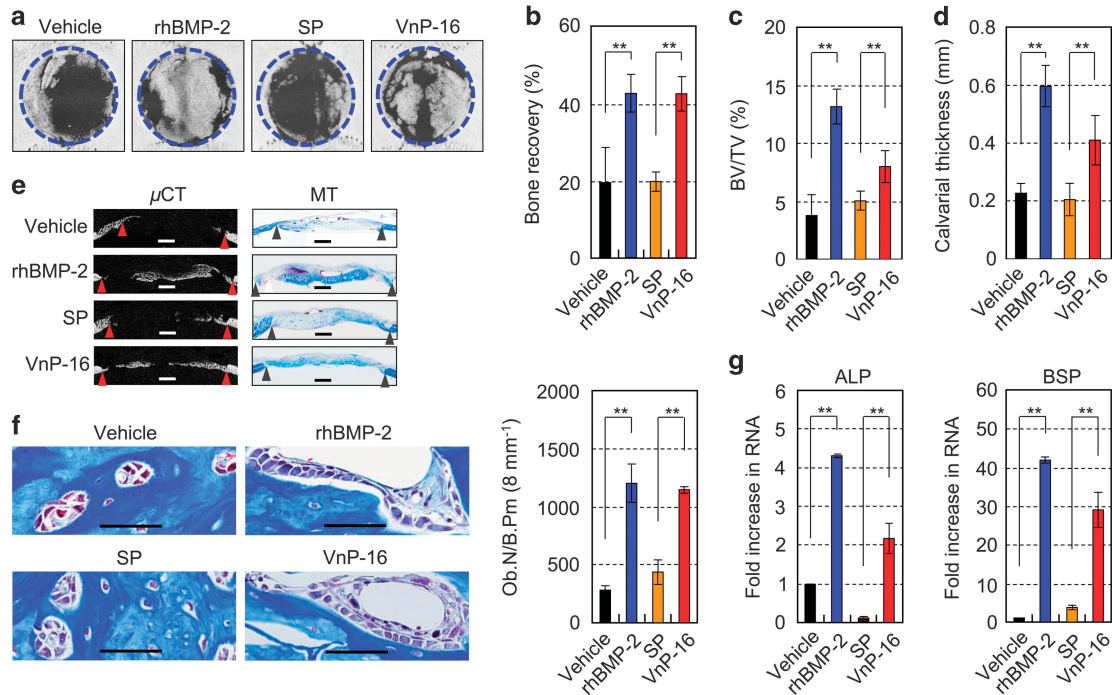 a
Vehicle rhBMP-2 SP VnP-16
b
Bone recovery (%)
60
40
20
0
** **
Vehicle rhBMP-2 SP VnP-16
c
BV/TV (%)
20
15
10
5
0
** **
Vehicle rhBMP-2 SP VnP-16
d
Calvarial thickness (mm)
0.8
0.6
0.4
0.2
0
** **
Vehicle rhBMP-2 SP VnP-16
e
µCT MT
Vehicle
rhBMP-2
SP
VnP-16
f
Vehicle rhBMP-2
SP VnP-16
Ob.N/B.Pm (8 mm⁻¹)
2000
1500
1000
500
0
** **
Vehicle rhBMP-2 SP VnP-16
g
ALP
Fold increase in RNA
6
5
4
3
2
1
0
** **
Vehicle rhBMP-2 SP VnP-16
BSP
Fold increase in RNA
60
50
40
30
20
10
0
** **
Vehicle rhBMP-2 SP VnP-16